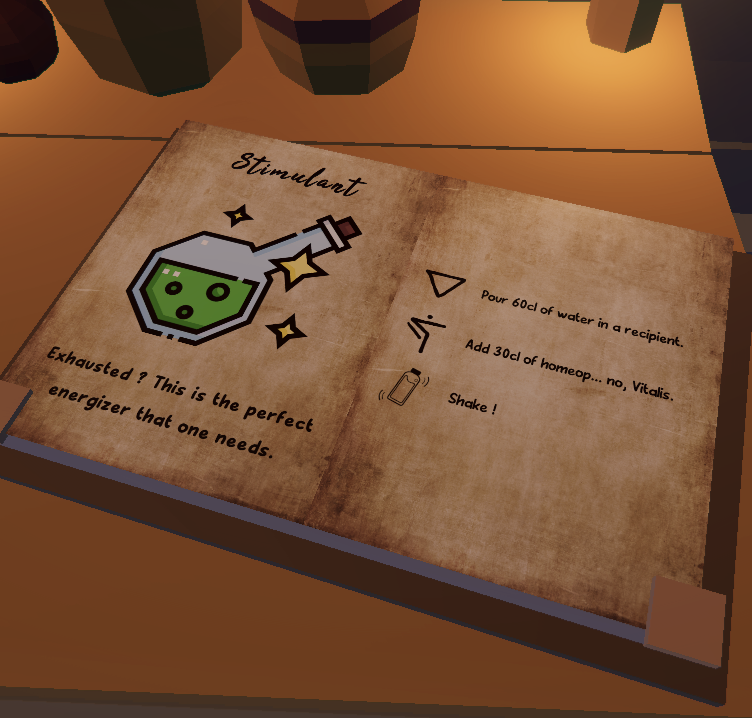 Stimulant
Exhausted ? This is the perfect
energizer that one needs.
Pour 60cl of water in a recipient.
Add 30cl of homeop... no, Vitalis.
Shake !